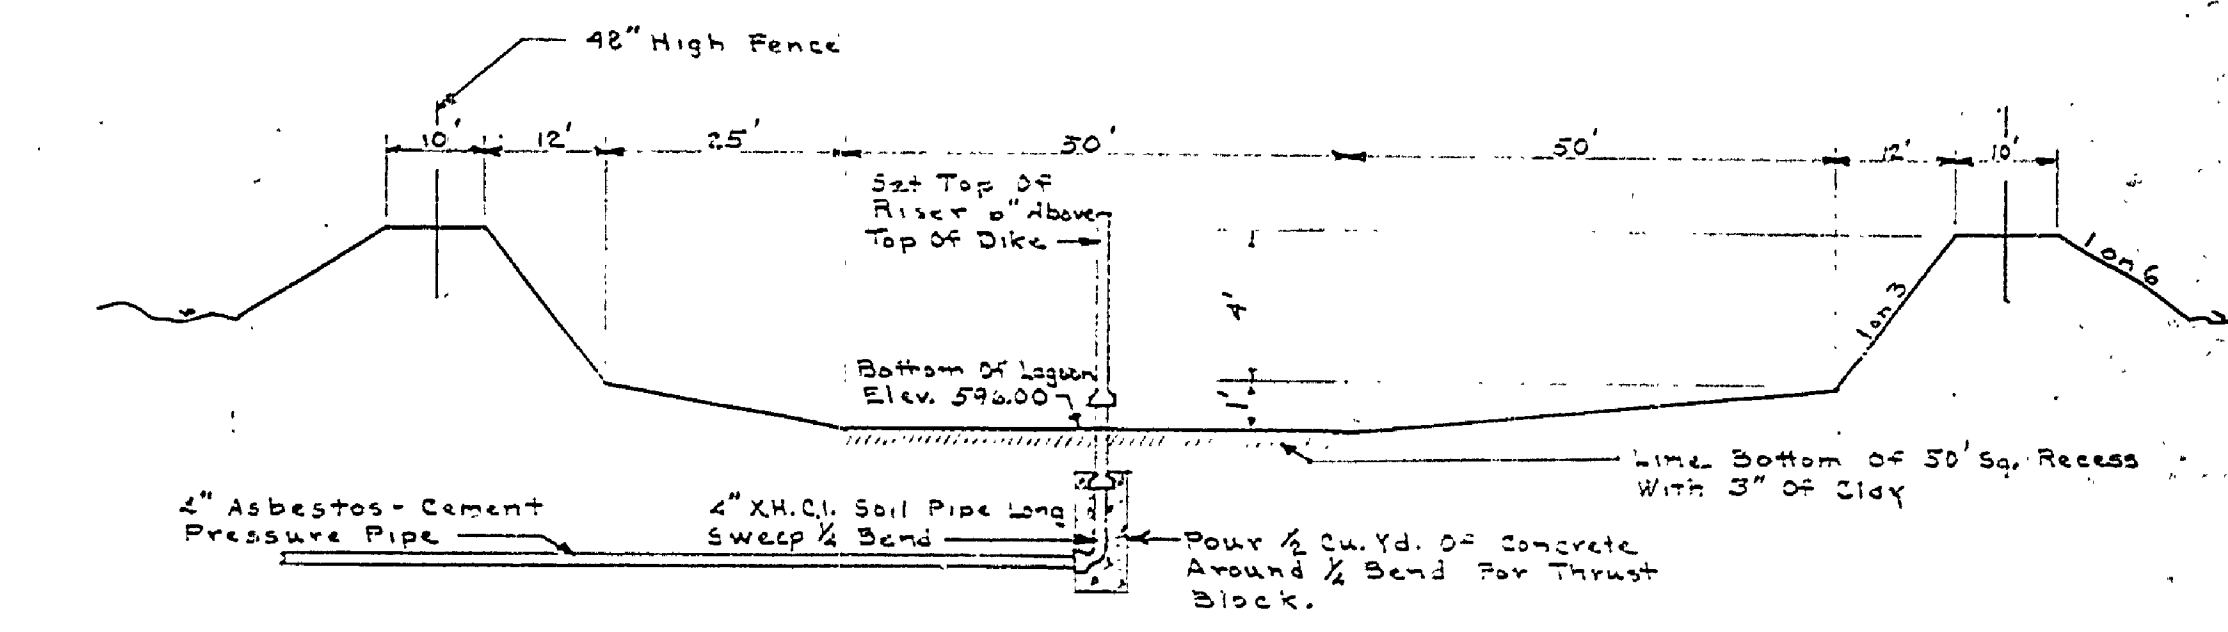 48" High Fence
10' 12' 25' 50' 50' 12' 10'
Set Top Of
Riser 6" Above
Top Of Dike
1 on 6
4'
1 on 3
Bottom Of Lagoon
Elev. 596.00
1'
Line Bottom Of 50' Sq. Recess
With 3" Of Clay
4" Asbestos - Cement
Pressure Pipe
4" X.H.C.I. Soil Pipe Long
Sweep 1/4 Bend
Pour 1/2 Cu. Yd. Of Concrete
Around 1/4 Bend For Thrust
Block.